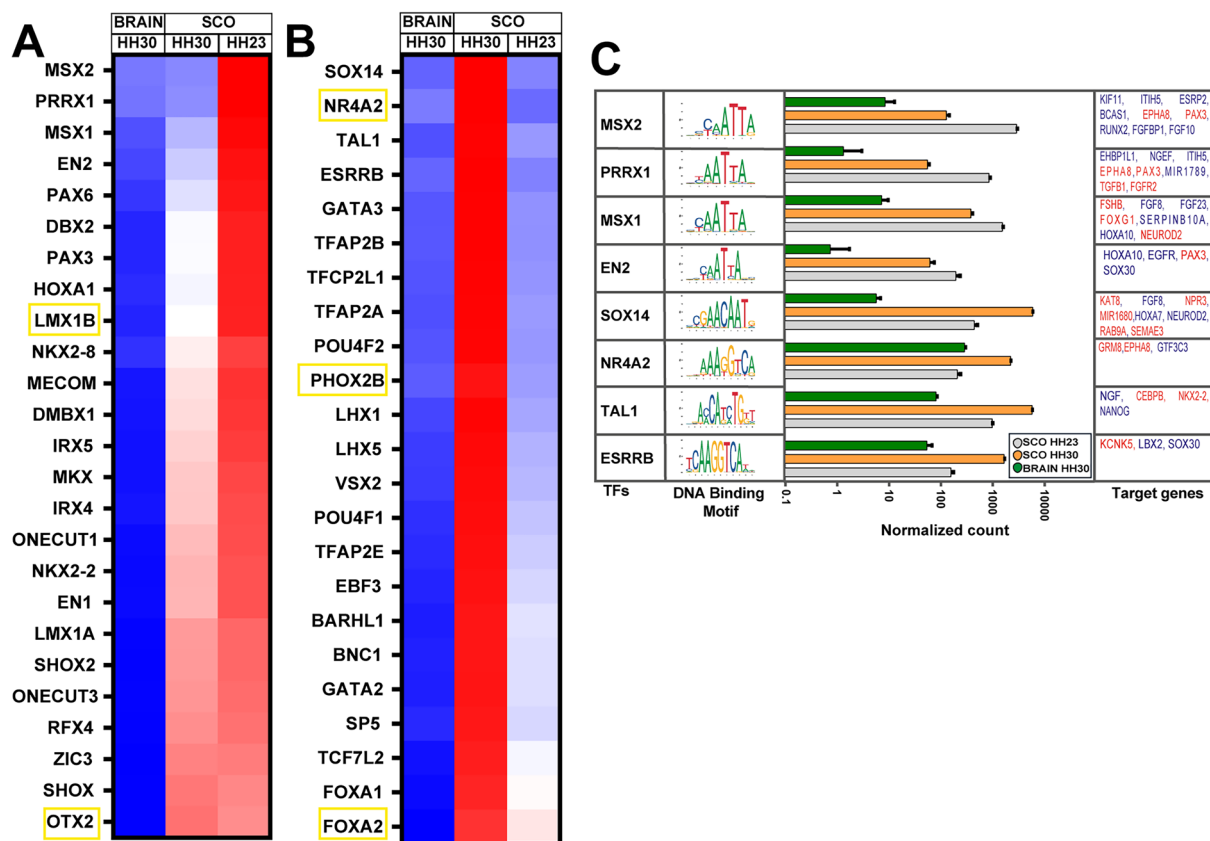 A
BRAIN SCO
HH30 HH30 HH23
MSX2
PRRX1
MSX1
EN2
PAX6
DBX2
PAX3
HOXA1
LMX1B
NKX2-8
MECOM
DMBX1
IRX5
MKX
IRX4
ONECUT1
NKX2-2
EN1
LMX1A
SHOX2
ONECUT3
RFX4
ZIC3
SHOX
OTX2
B
BRAIN SCO
HH30 HH30 HH23
SOX14
NR4A2
TAL1
ESRRB
GATA3
TFAP2B
TFCP2L1
TFAP2A
POU4F2
PHOX2B
LHX1
LHX5
VSX2
POU4F1
TFAP2E
EBF3
BARHL1
BNC1
GATA2
SP5
TCF7L2
FOXA1
FOXA2
C
MSX2
KIF11, ITIH5, ESRP2,
BCAS1, EPHA8, PAX3,
RUNX2, FGFBP1, FGF10
PRRX1
EHBP1L1, NGEF, ITIH5,
EPHA8,PAX3,MIR1789,
TGFB1, FGFR2
MSX1
FSHB, FGF8, FGF23,
FOXG1,SERPINB10A,
HOXA10, NEUROD2
EN2
HOXA10, EGFR, PAX3,
SOX30
SOX14
KAT8, FGF8, NPR3,
MIR1680,HOXA7, NEUROD2,
RAB9A, SEMAE3
NR4A2
GRM8,EPHA8, GTF3C3
TAL1
NGF, CEBPB, NKX2-2,
NANOG
ESRRB
KCNK5, LBX2, SOX30
SCO HH23
SCO HH30
BRAIN HH30
TFs
DNA Binding
Motif
0.1 1 10 100 1000 10000
Normalized count
Target genes